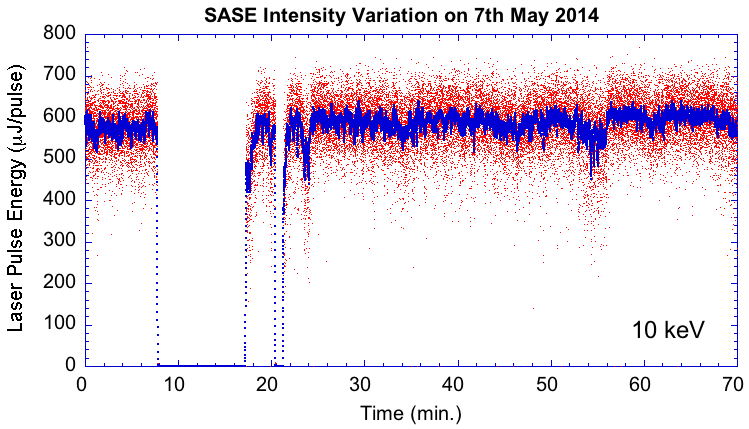 SASE Intensity Variation on 7th May 2014
800
700
600
500
400
300
200
100
0
Laser Pulse Energy (μJ/pulse)
10 keV
0 10 20 30 40 50 60 70
Time (min.)